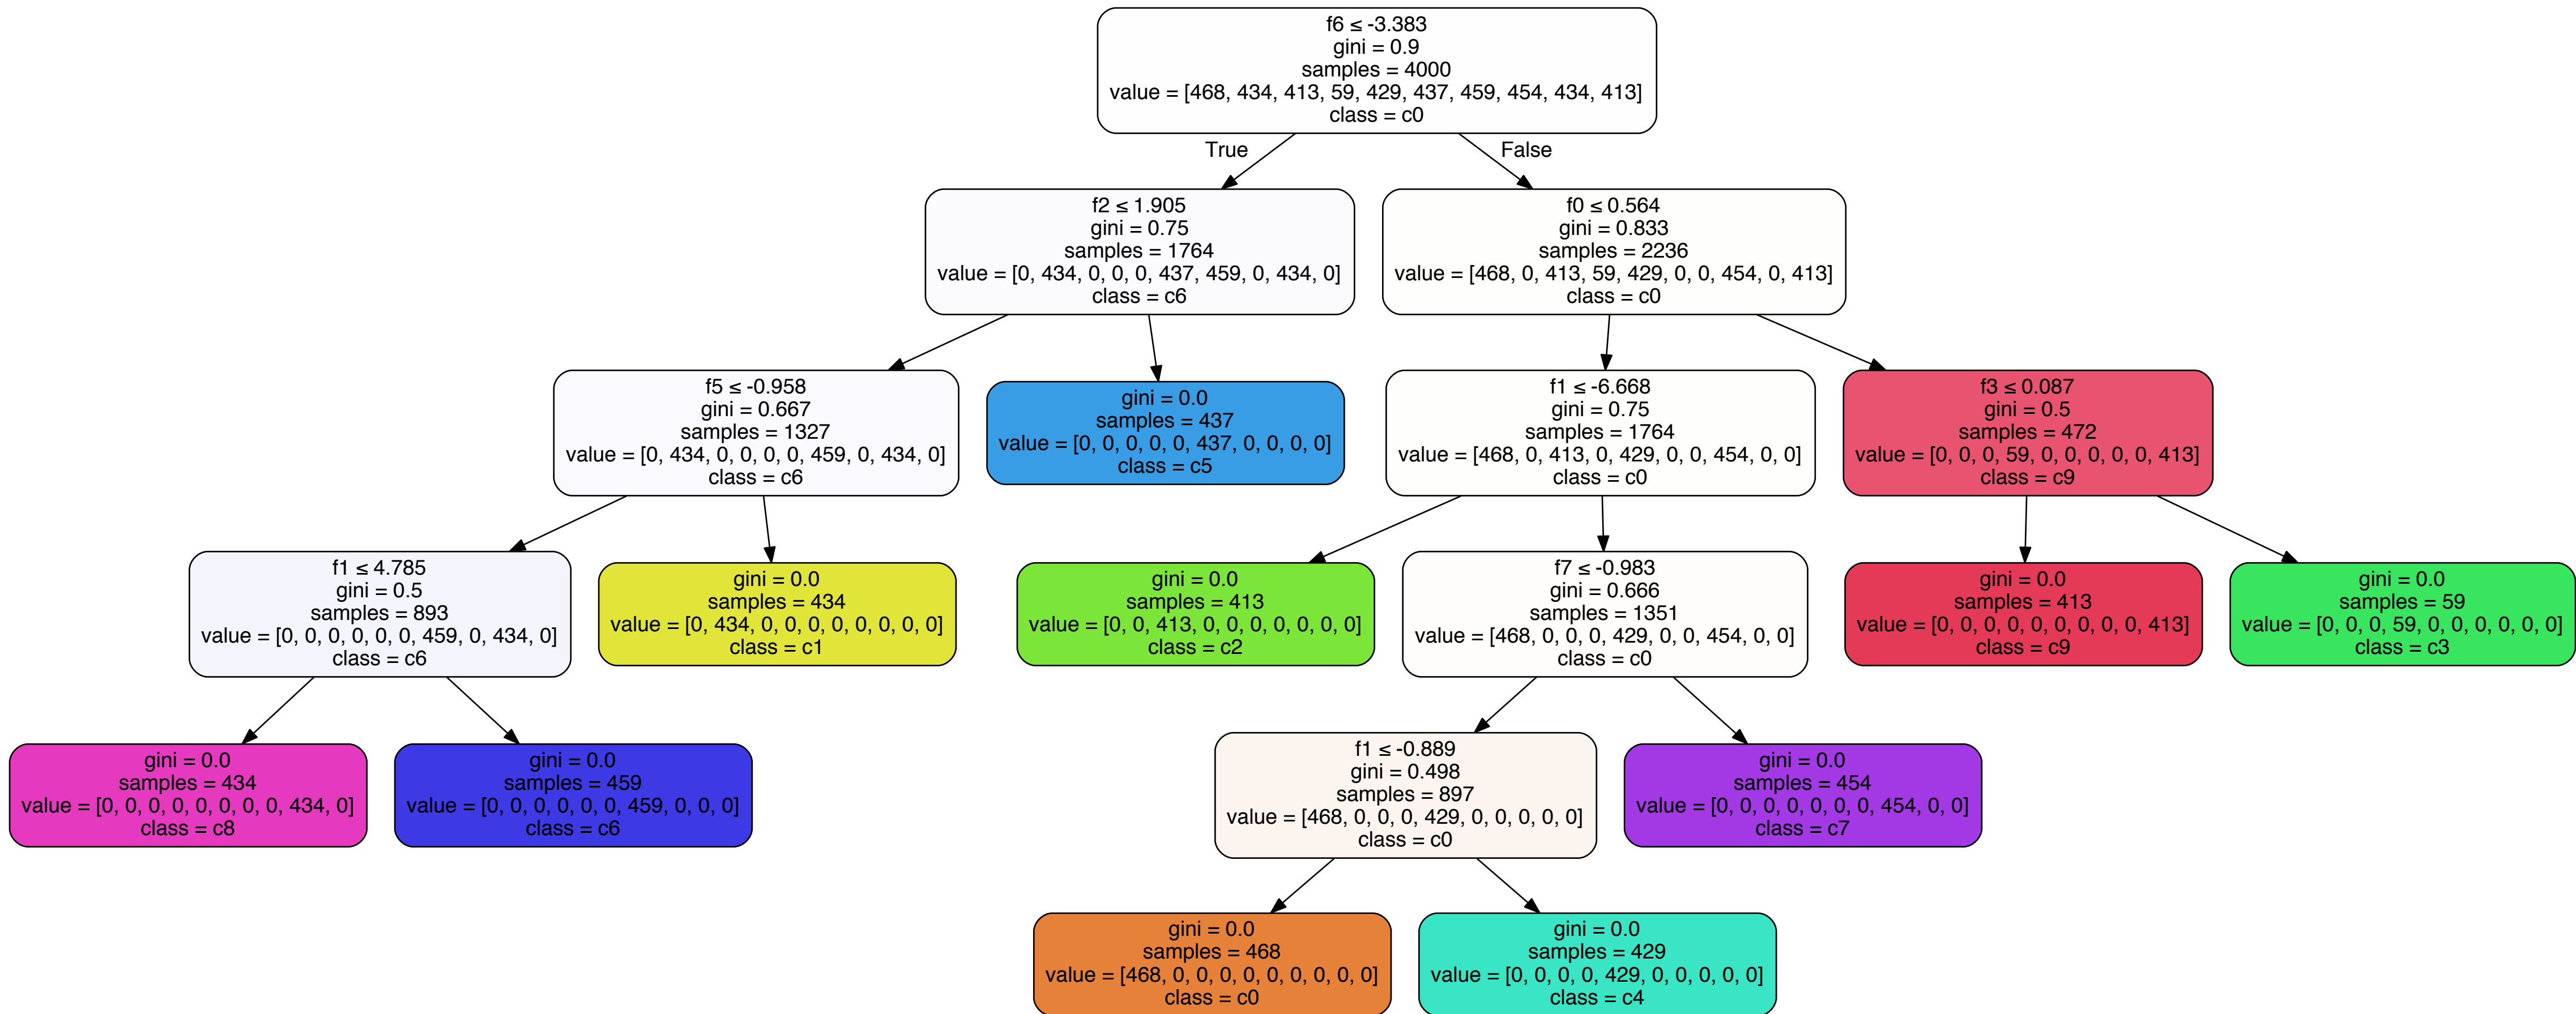 f6 ≤ -3.383
gini = 0.9
samples = 4000
value = [468, 434, 413, 59, 429, 437, 459, 454, 434, 413]
class = c0
True
False
f2 ≤ 1.905
gini = 0.75
samples = 1764
value = [0, 434, 0, 0, 0, 437, 459, 0, 434, 0]
class = c6
f0 ≤ 0.564
gini = 0.833
samples = 2236
value = [468, 0, 413, 59, 429, 0, 0, 454, 0, 413]
class = c0
f5 ≤ -0.958
gini = 0.667
samples = 1327
value = [0, 434, 0, 0, 0, 0, 459, 0, 434, 0]
class = c6
gini = 0.0
samples = 437
value = [0, 0, 0, 0, 0, 437, 0, 0, 0, 0]
class = c5
f1 ≤ -6.668
gini = 0.75
samples = 1764
value = [468, 0, 413, 0, 429, 0, 0, 454, 0, 0]
class = c0
f3 ≤ 0.087
gini = 0.5
samples = 472
value = [0, 0, 0, 59, 0, 0, 0, 0, 0, 413]
class = c9
f1 ≤ 4.785
gini = 0.5
samples = 893
value = [0, 0, 0, 0, 0, 0, 459, 0, 434, 0]
class = c6
gini = 0.0
samples = 434
value = [0, 434, 0, 0, 0, 0, 0, 0, 0, 0]
class = c1
gini = 0.0
samples = 413
value = [0, 0, 413, 0, 0, 0, 0, 0, 0, 0]
class = c2
f7 ≤ -0.983
gini = 0.666
samples = 1351
value = [468, 0, 0, 0, 429, 0, 0, 454, 0, 0]
class = c0
gini = 0.0
samples = 413
value = [0, 0, 0, 0, 0, 0, 0, 0, 0, 413]
class = c9
gini = 0.0
samples = 59
value = [0, 0, 0, 59, 0, 0, 0, 0, 0, 0]
class = c3
gini = 0.0
samples = 434
value = [0, 0, 0, 0, 0, 0, 0, 0, 434, 0]
class = c8
gini = 0.0
samples = 459
value = [0, 0, 0, 0, 0, 0, 459, 0, 0, 0]
class = c6
f1 ≤ -0.889
gini = 0.498
samples = 897
value = [468, 0, 0, 0, 429, 0, 0, 0, 0, 0]
class = c0
gini = 0.0
samples = 454
value = [0, 0, 0, 0, 0, 0, 0, 454, 0, 0]
class = c7
gini = 0.0
samples = 468
value = [468, 0, 0, 0, 0, 0, 0, 0, 0, 0]
class = c0
gini = 0.0
samples = 429
value = [0, 0, 0, 0, 429, 0, 0, 0, 0, 0]
class = c4